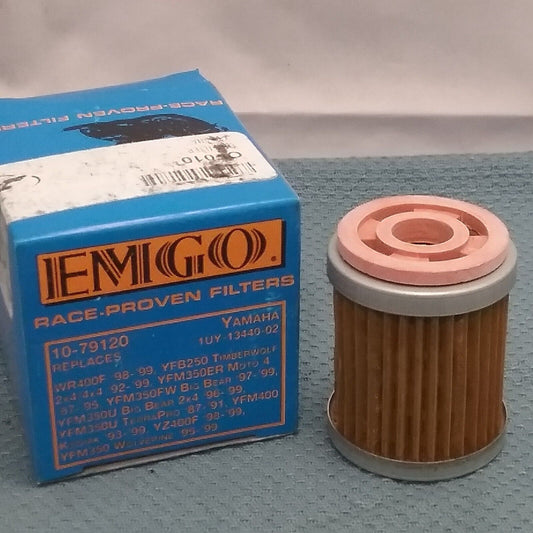 RACE-PROVEN FILTERS
EMGO.
RACE-PROVEN FILTERS
10-79120 YAMAHA
REPLACES 1UY-13440-02
WR400F '98-'99, YFB250 TIMBERWOLF
2x4 4x4 '92-'99, YFM350ER MOTO 4
'87-'95, YFM350FW BIG BEAR '97-'99,
YFM350U BIG BEAR 2x4 '96-'99,
YFM350U TERRAPRO '87-'91, YFM400
KODIAK '93-'99, YZ400F '98-'99,
YFM350 WOLVERINE '95-'99